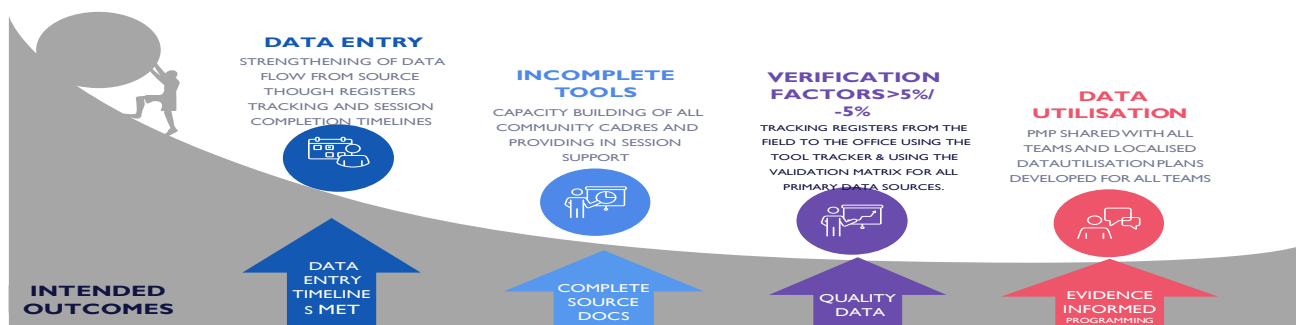 DATA ENTRY
STRENGTHENING OF DATA
FLOW FROM SOURCE
THOUGH REGISTERS
TRACKING AND SESSION
COMPLETION TIMELINES
INCOMPLETE
TOOLS
CAPACITY BUILDING OF ALL
COMMUNITY CADRES AND
PROVIDING IN SESSION
SUPPORT
VERIFICATION
FACTORS>5%/
-5%
TRACKING REGISTERS FROM THE
FIELD TO THE OFFICE USING THE
TOOL TRACKER & USING THE
VALIDATION MATRIX FOR ALL
PRIMARY DATA SOURCES.
DATA
UTILISATION
PMP SHARED WITH ALL
TEAMS AND LOCALISED
DATAUTILISATION PLANS
DEVELOPED FOR ALL TEAMS
INTENDED
OUTCOMES
DATA
ENTRY
TIMELINE
S MET
COMPLETE
SOURCE
DOCS
QUALITY
DATA
EVIDENCE
INFORMED
PROGRAMMING